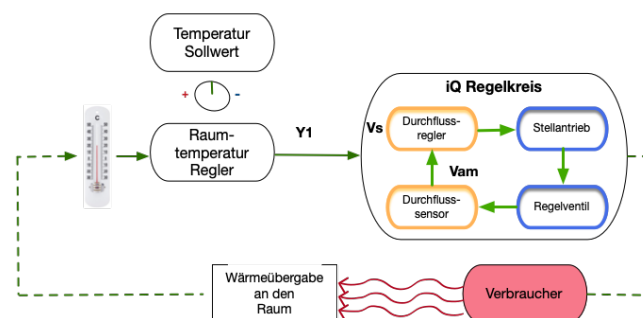 Temperatur
Sollwert
+
-
C
Raum-
temperatur
Regler
Y1
iQ Regelkreis
Vs
Durchfluss-
regler
Stellantrieb
Vam
Durchfluss-
sensor
Regelventil
Wärmeübergabe
an den
Raum
Verbraucher